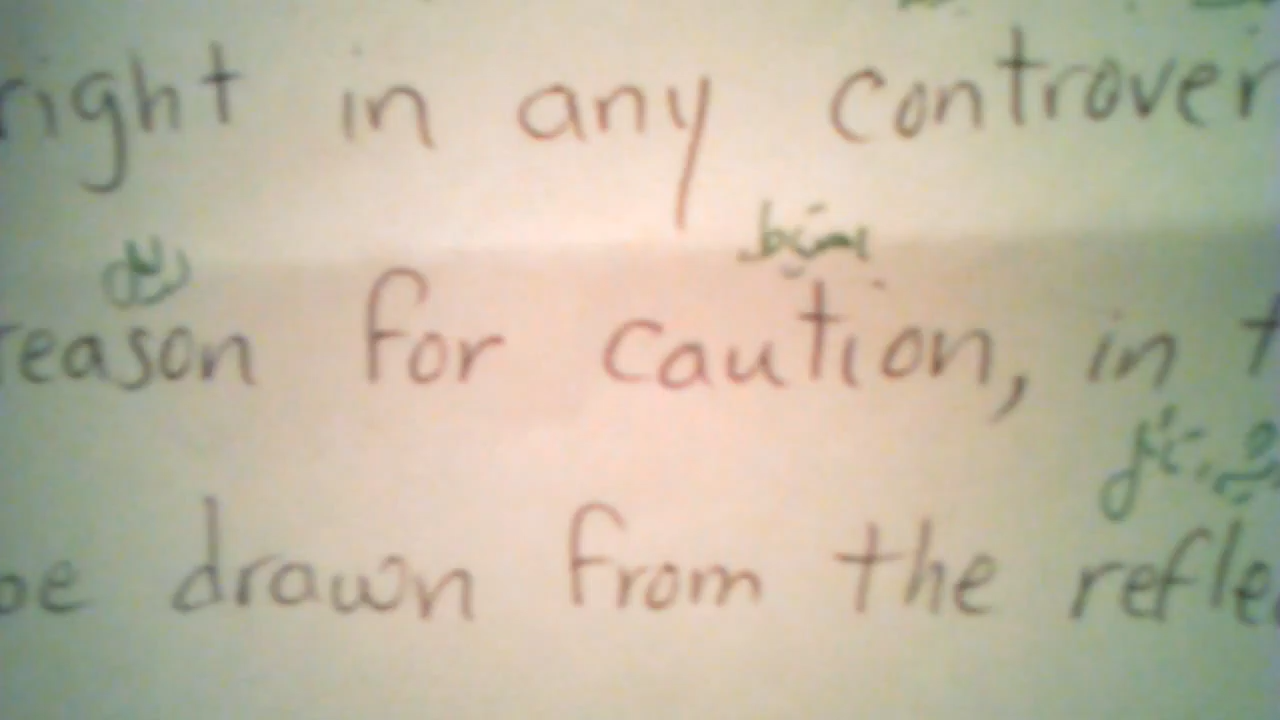 right in any controver
reason for caution, in t
be drawn from the refle